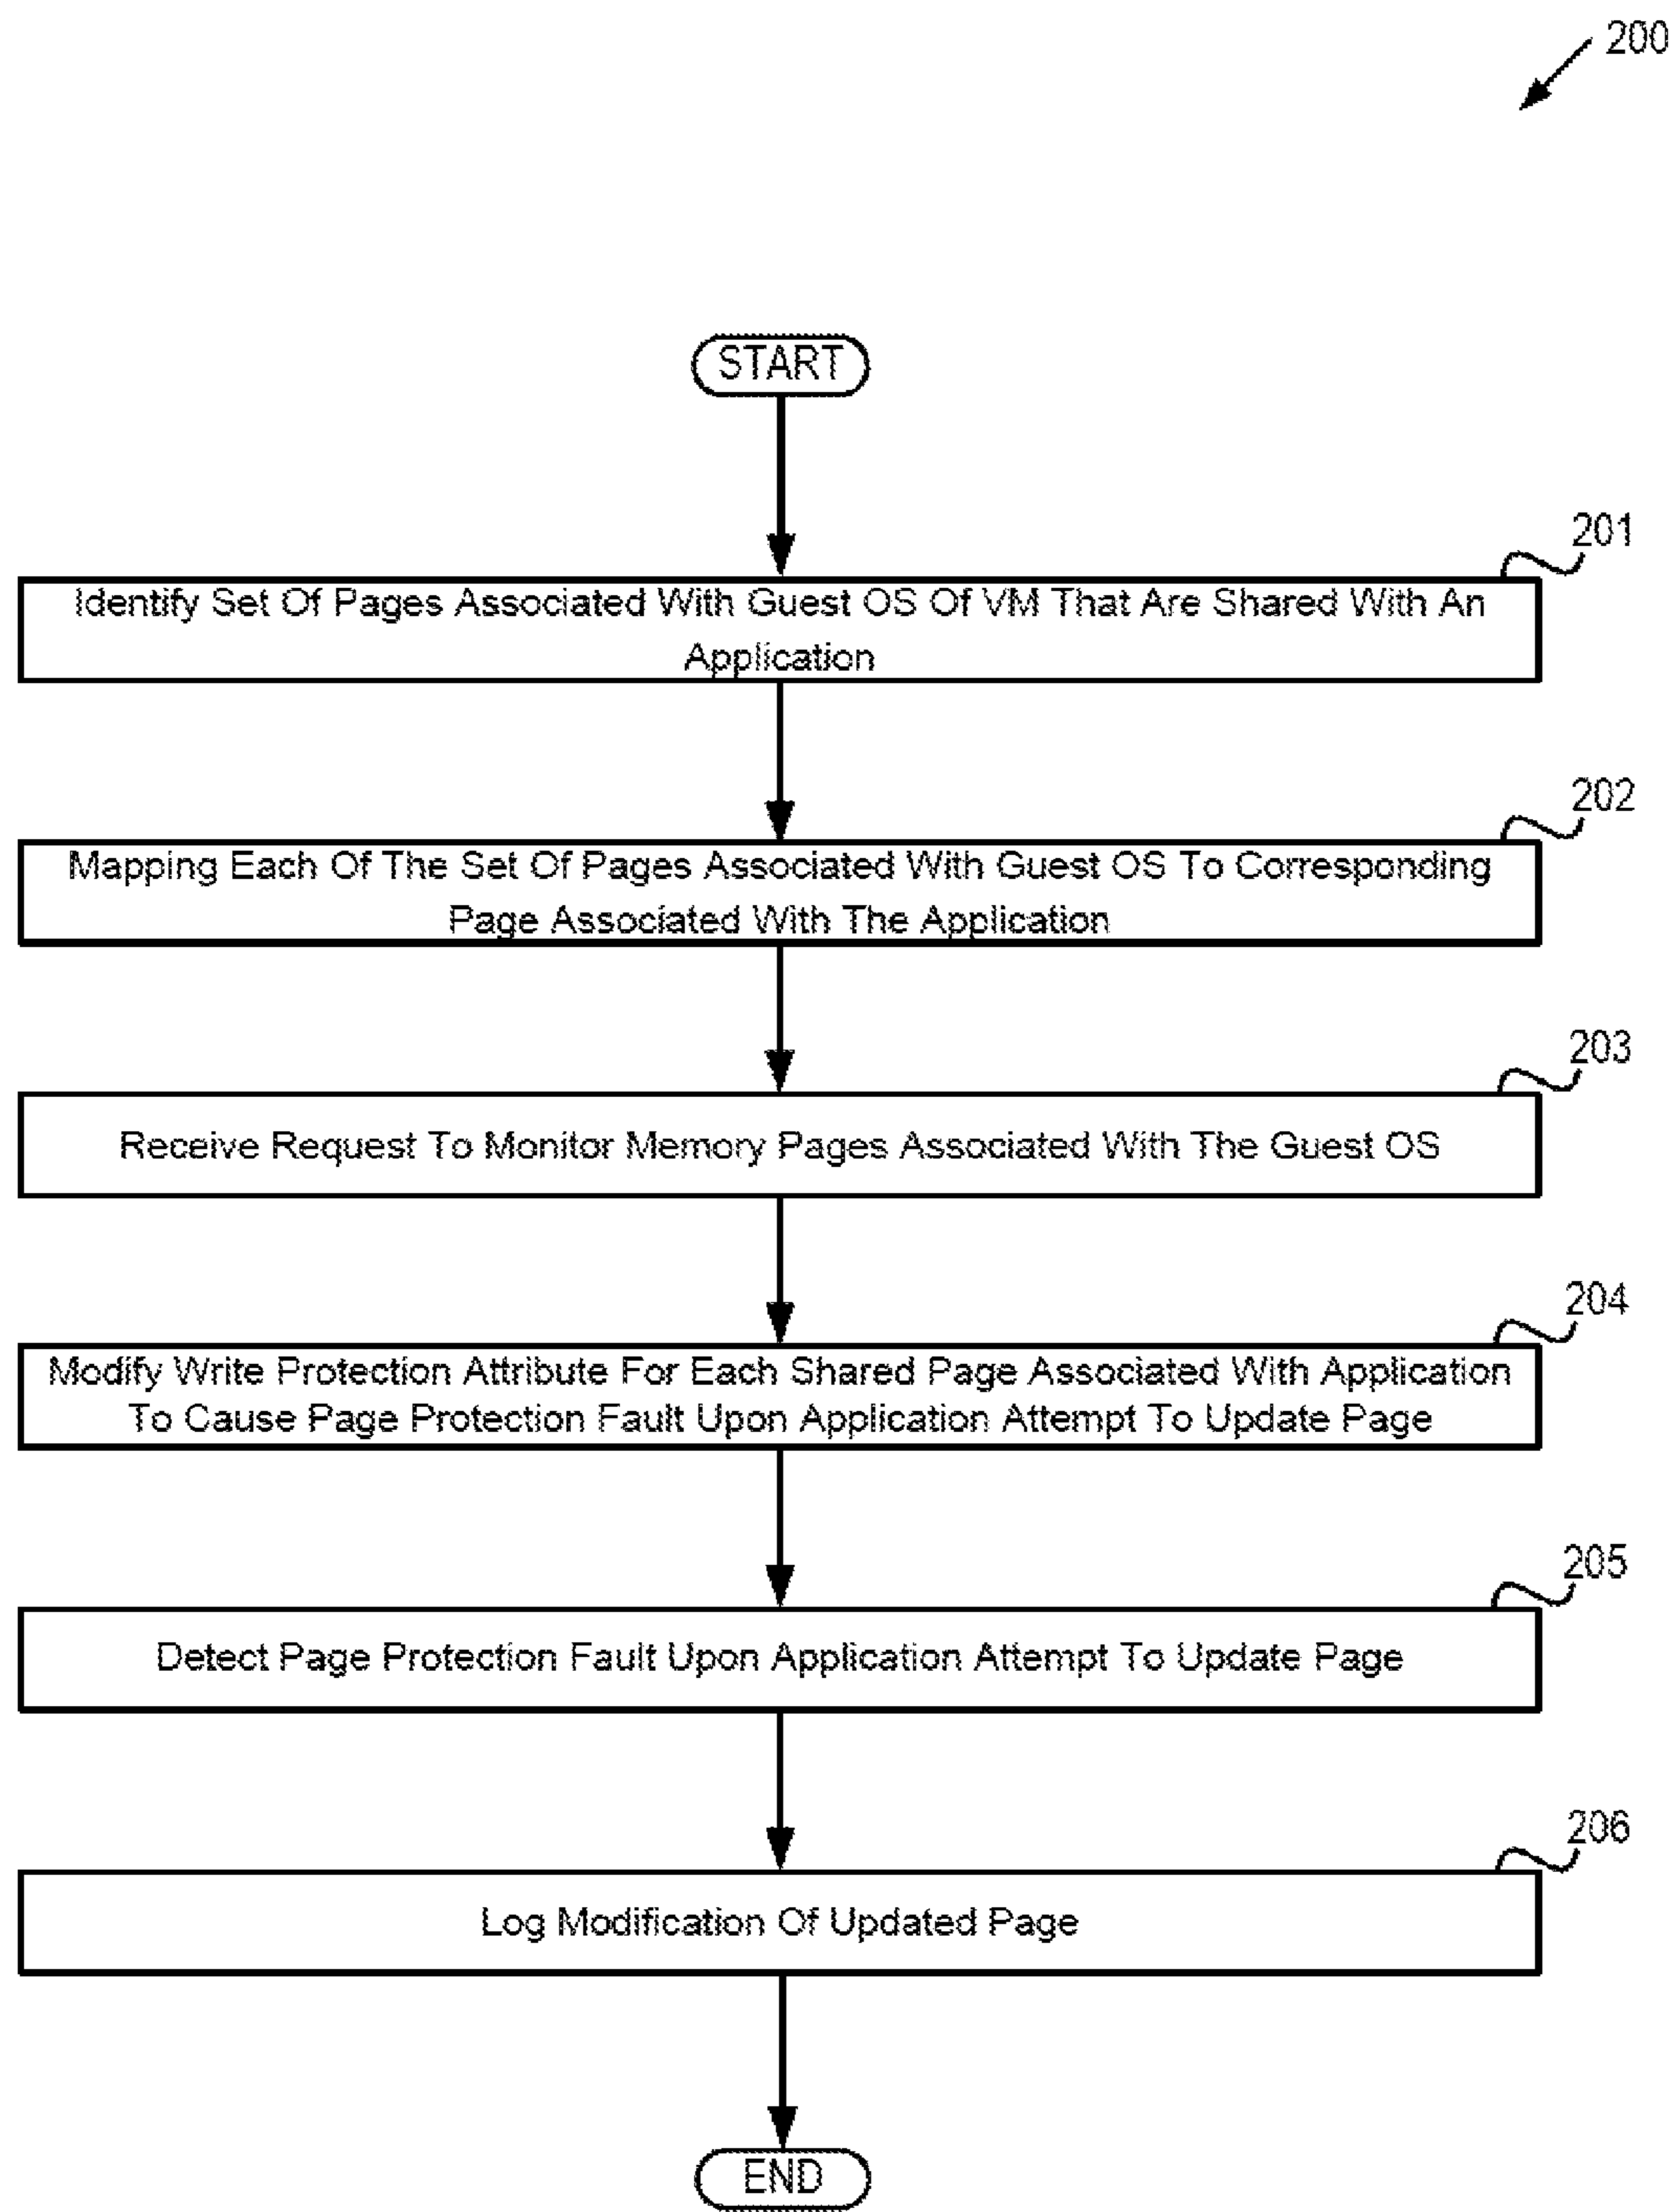 200
START
201
Identify Set Of Pages Associated With Guest OS Of VM That Are Shared With An
Application
202
Mapping Each Of The Set Of Pages Associated With Guest OS To Corresponding
Page Associated With The Application
203
Receive Request To Monitor Memory Pages Associated With The Guest OS
204
Modify Write Protection Attribute For Each Shared Page Associated With Application
To Cause Page Protection Fault Upon Application Attempt To Update Page
205
Detect Page Protection Fault Upon Application Attempt To Update Page
206
Log Modification Of Updated Page
END